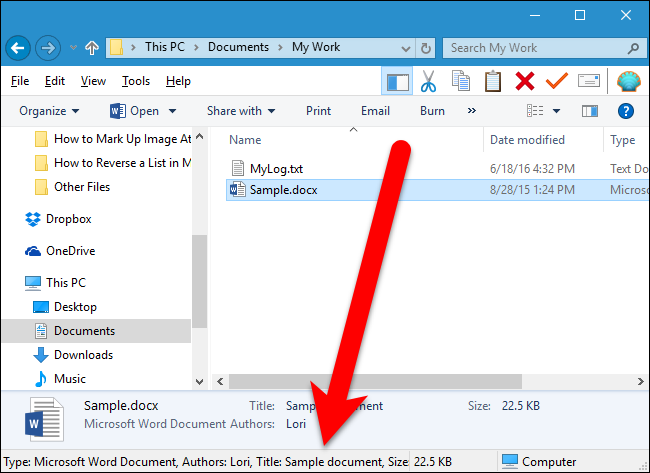 This PC Documents My Work Search My Work
File Edit View Tools Help
Organize Open Share with Print Email Burn »
How to Mark Up Image At
How to Reverse a List in M
Other Files
Dropbox
OneDrive
This PC
Desktop
Documents
Downloads
Music
Name Date modified Type
MyLog.txt 6/18/16 4:32 PM Text Do
Sample.docx 8/28/15 1:24 PM Micros
Sample.docx Title: Size: 22.5 KB
Microsoft Word Document Authors: Lori
Type: Microsoft Word Document, Authors: Lori, Title: Sample document, Size 22.5 KB Computer